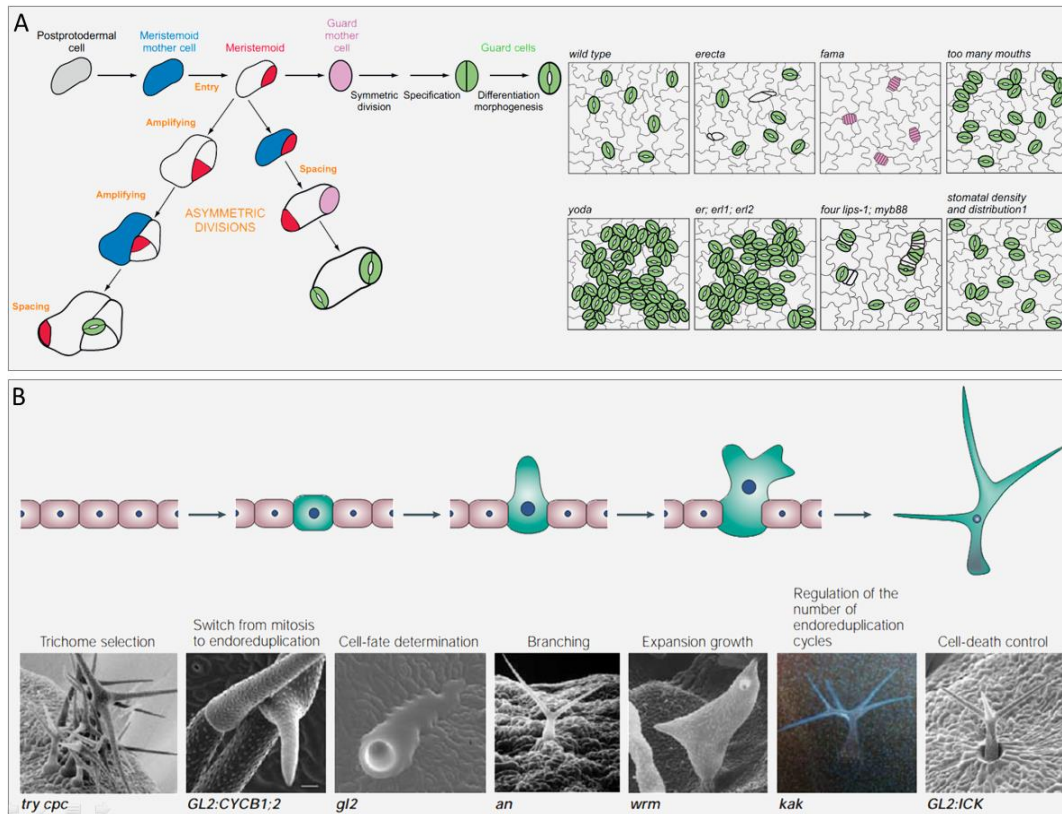 A
Postprotodermal
cell
Meristemoid
mother cell
Meristemoid
Guard
mother
cell
Guard cells
Entry
Symmetric
division
Specification
Differentiation
morphogenesis
Amplifying
Amplifying
Spacing
ASYMMETRIC
DIVISIONS
Spacing
wild type
erecta
fama
too many mouths
yoda
er; erl1; erl2
four lips-1; myb88
stomatal density
and distribution1
B
Trichome selection
Switch from mitosis
to endoreduplication
Cell-fate determination
Branching
Expansion growth
Regulation of the
number of
endoreduplication
cycles
Cell-death control
try cpc
GL2:CYCB1;2
gl2
an
wrm
kak
GL2:ICK